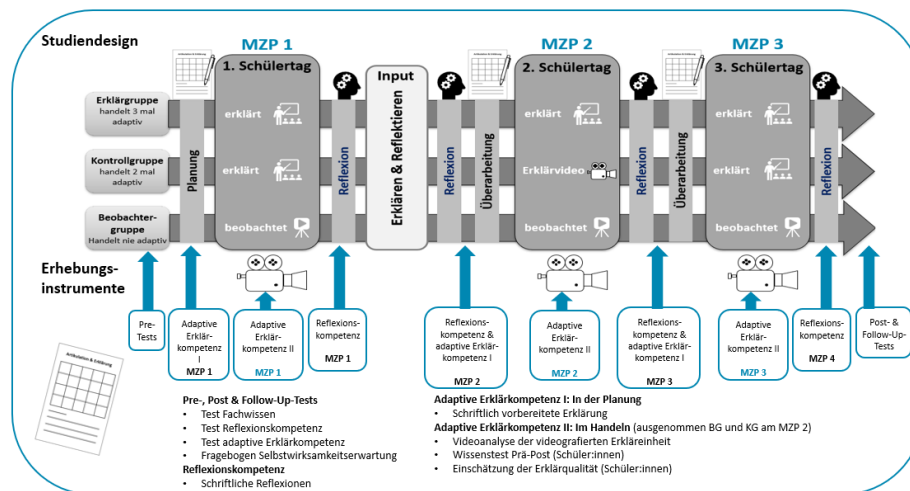 Studiendesign
MZP 1
MZP 2
MZP 3
Artikulation & Erklärung
1. Schülertag
Input
2. Schülertag
3. Schülertag
Erklärgruppe
handelt 3 mal
adaptiv
Kontrollgruppe
handelt 2 mal
adaptiv
Beobachter-
gruppe
Handelt nie adaptiv
Planung
erklärt
erklärt
beobachtet
Reflexion
Erklären & Reflektieren
Reflexion
Überarbeitung
erklärt
Erklärvideo
beobachtet
Reflexion
Überarbeitung
erklärt
erklärt
beobachtet
Reflexion
Erhebungs-
instrumente
Pre-
Tests
Adaptive
Erklär-
kompetenz
I
MZP 1
Adaptive
Erklär-
kompetenz II
MZP 1
Reflexions-
kompetenz
MZP 1
Reflexions-
kompetenz &
adaptive Erklär-
kompetenz I
MZP 2
Adaptive
Erklär-
kompetenz II
MZP 2
Reflexions-
kompetenz &
adaptive Erklär-
kompetenz I
MZP 3
Adaptive
Erklär-
kompetenz II
MZP 3
Reflexions-
kompetenz
MZP 4
Post- &
Follow-Up-
Tests
Artikulation & Erklärung
Pre-, Post & Follow-Up-Tests
• Test Fachwissen
• Test Reflexionskompetenz
• Test adaptive Erklärkompetenz
• Fragebogen Selbstwirksamkeitserwartung
Reflexionskompetenz
• Schriftliche Reflexionen
Adaptive Erklärkompetenz I: In der Planung
• Schriftlich vorbereitete Erklärung
Adaptive Erklärkompetenz II: Im Handeln (ausgenommen BG und KG am MZP 2)
• Videoanalyse der videografierten Erkläreinheit
• Wissenstest Prä-Post (Schüler:innen)
• Einschätzung der Erklärqualität (Schüler:innen)